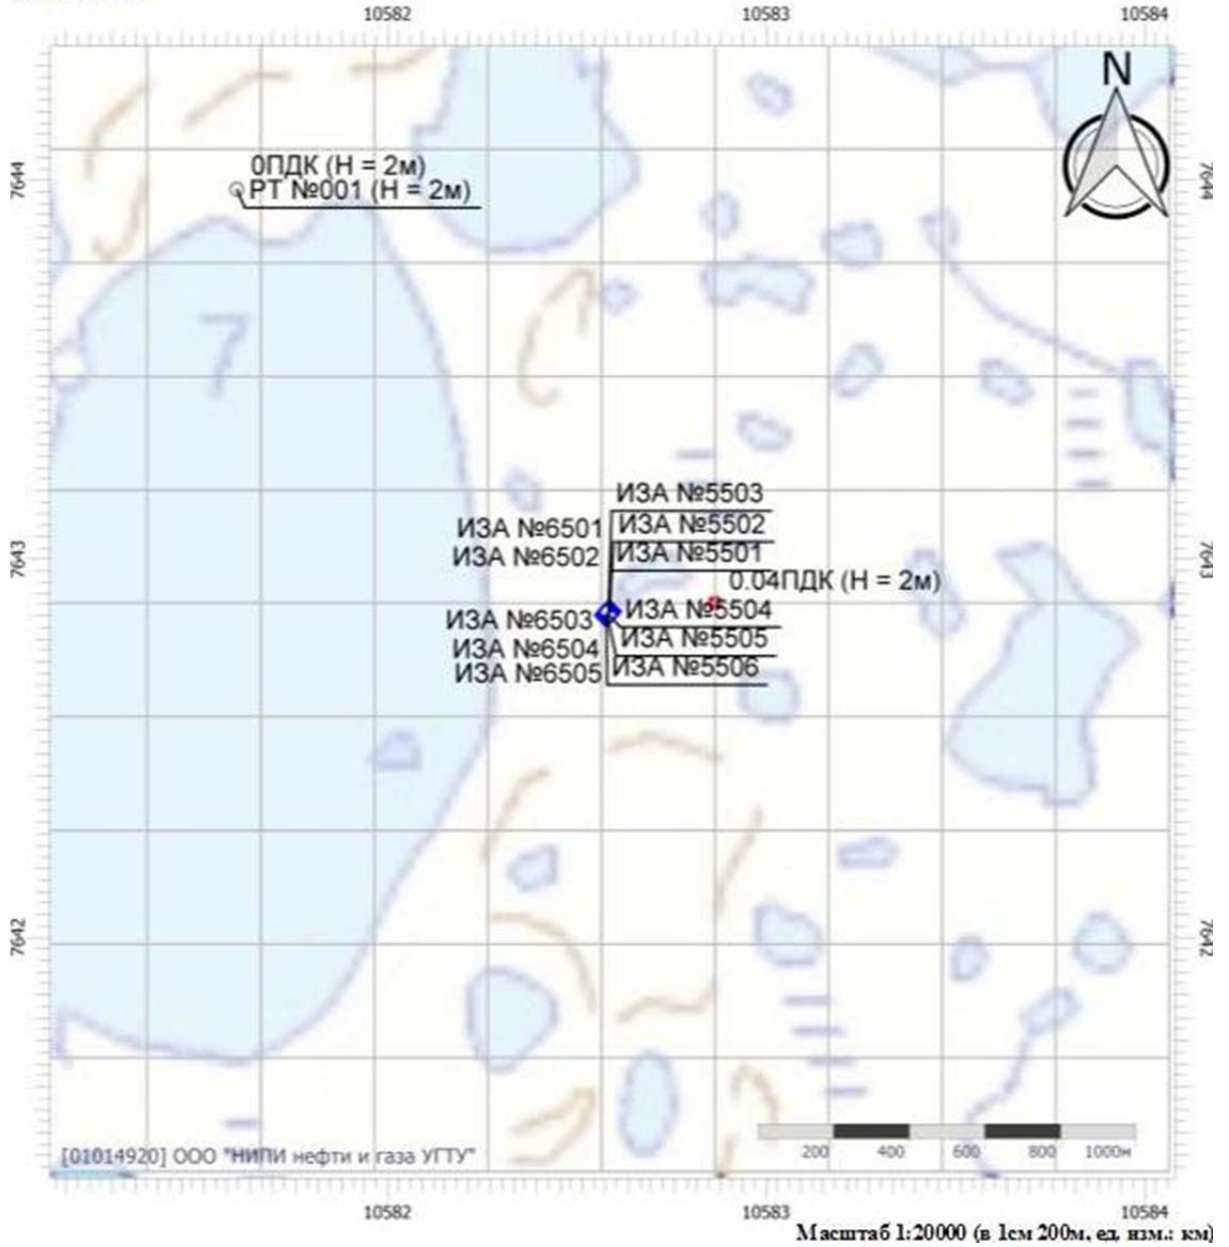 10582 10583 10584
7644
7644
0ПДК (H = 2м)
РТ №001 (H = 2м)
N
7
ИЗА №5503
ИЗА №6501
ИЗА №5502
ИЗА №6502
ИЗА №5501
7643
7643
0.04ПДК (H = 2м)
ИЗА №5504
ИЗА №6503
ИЗА №5505
ИЗА №6504
ИЗА №5506
ИЗА №6505
7642
7642
200 400 600 800 1000м
[01014920] ООО "НИПИ нефти и газа УГТУ"
10582 10583 10584
Масштаб 1:20000 (в 1см 200м, ед. изм.: км)